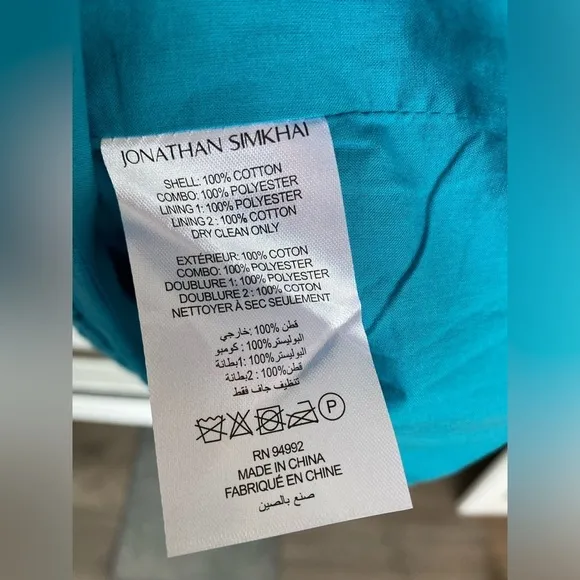 JONATHAN SIMKHAI
SHELL: 100% COTTON
COMBO: 100% POLYESTER
LINING 1: 100% POLYESTER
LINING 2 : 100% COTTON
DRY CLEAN ONLY
EXTÉRIEUR: 100% COTON
COMBO: 100% POLYESTER
DOUBLURE 1: 100% POLYESTER
DOUBLURE 2 : 100% COTON
NETTOYER À SEC SEULEMENT
قطن %100: خارجي
البوليستر %100: كومبو
البوليستر %100: 1بطانة
قطن %100: 2بطانة
تنظيف جاف فقط
P
RN 94992
MADE IN CHINA
FABRIQUÉ EN CHINE
صنع بالصين